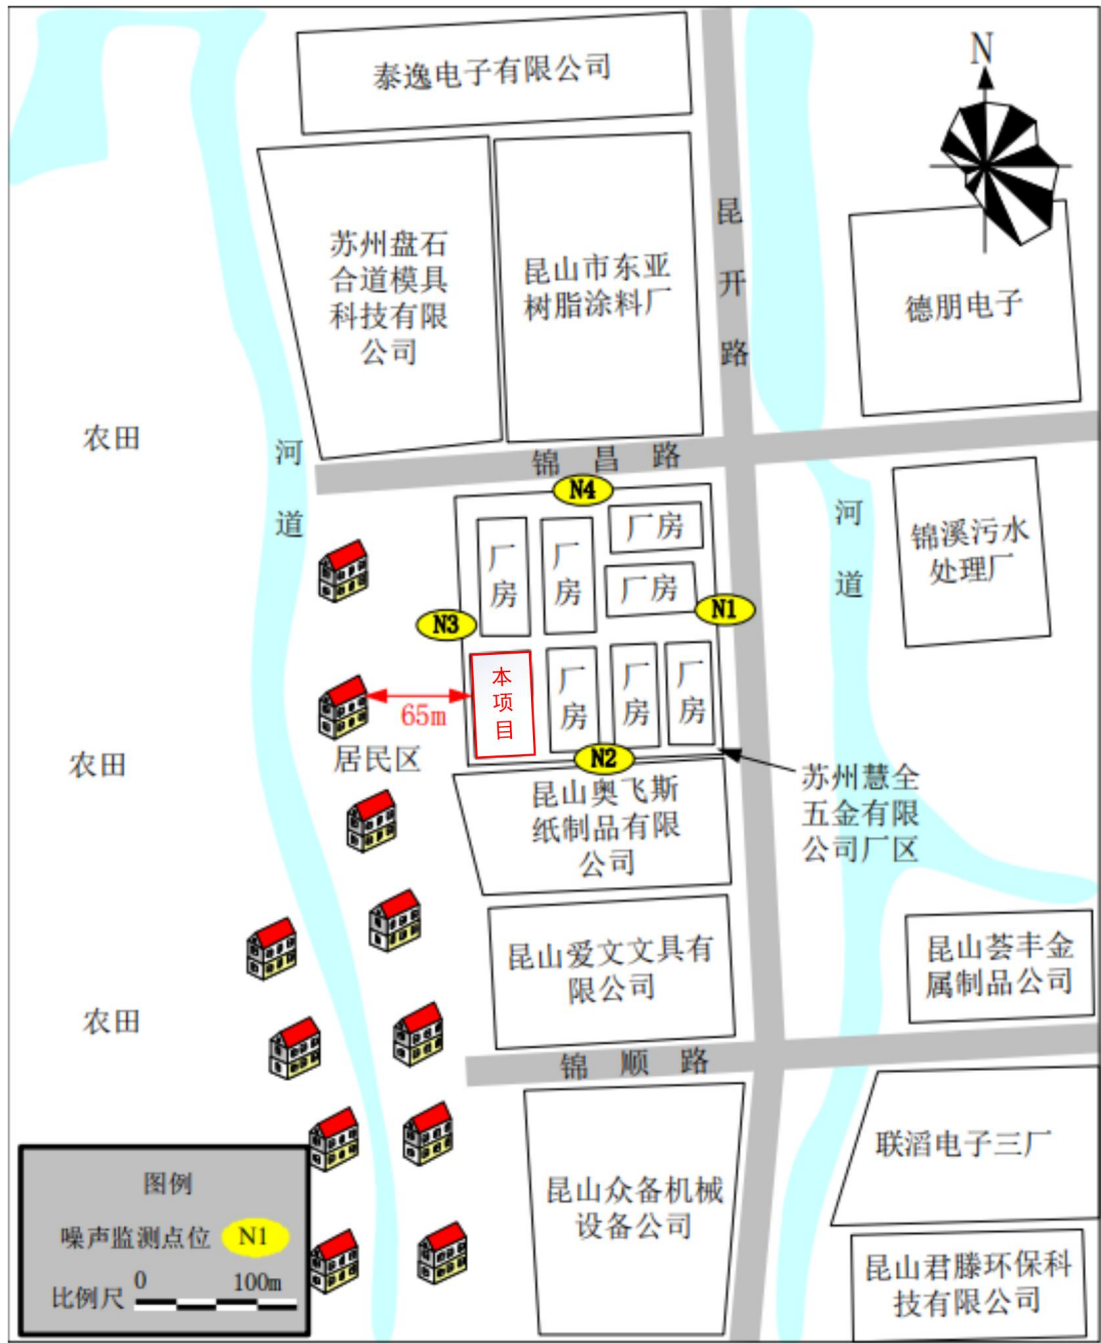 泰逸电子有限公司
N
苏州盘石
合道模具
科技有限
公司
昆山市东亚
树脂涂料厂
昆
开
路
德朋电子
农田
河
道
锦昌路
N4
厂房
厂
房
厂
房
厂房
N1
N3
河
道
锦溪污水
处理厂
本
项
目
厂
房
厂
房
厂
房
65m
居民区
N2
农田
苏州慧全
五金有限
公司厂区
昆山奥飞斯
纸制品有限
公司
昆山爱文文具有
限公司
昆山荟丰金
属制品公司
农田
锦顺路
联滔电子三厂
昆山众备机械
设备公司
昆山君滕环保科
技有限公司
图例
噪声监测点位 N1
比例尺 0 100m